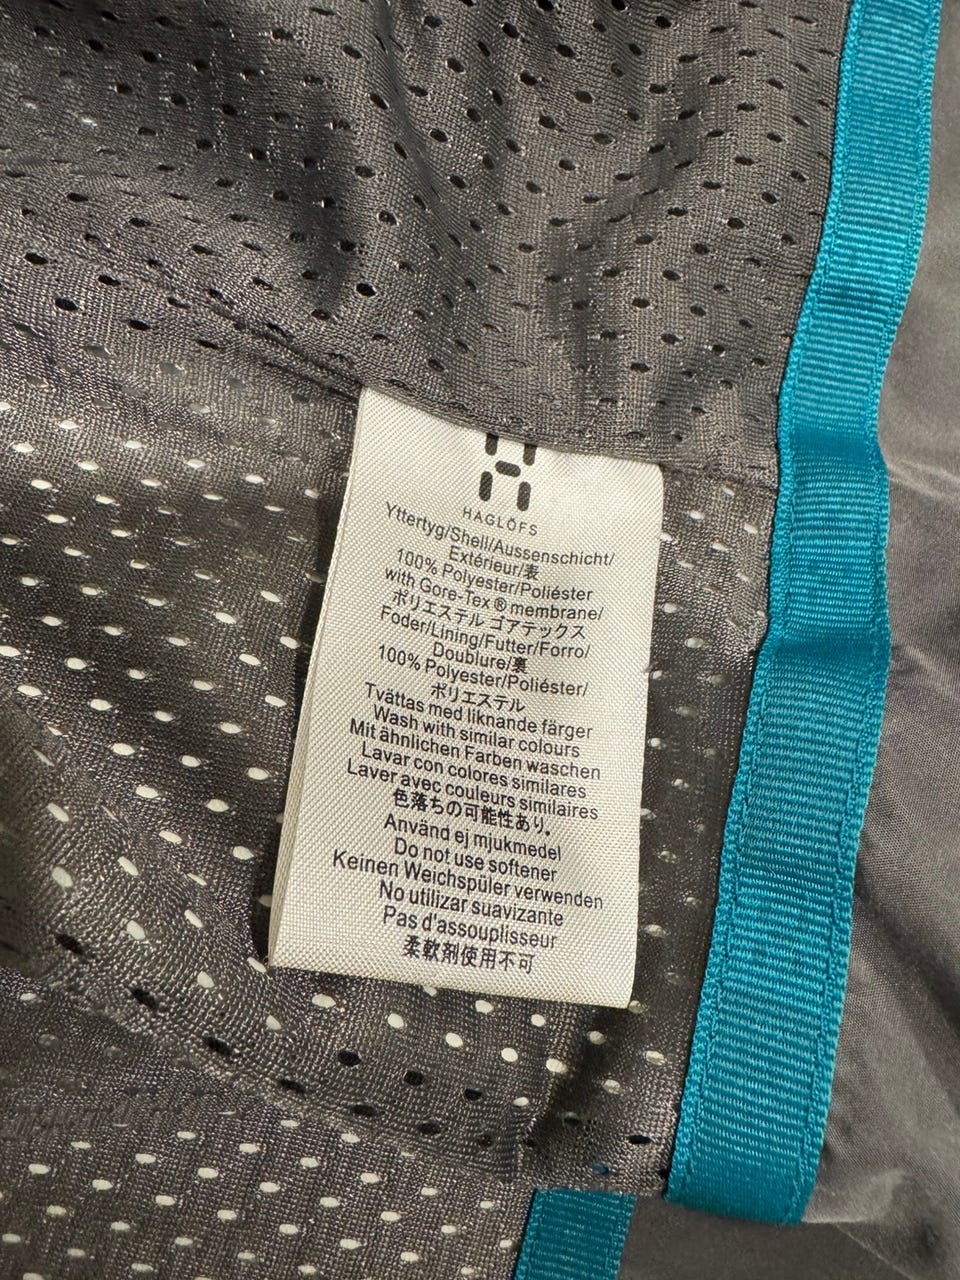 HAGLÖFS
Yttertyg/Shell/Aussenschicht/
Extérieur/表
100% Polyester/Poliéster
with Gore-Tex ® membrane/
ポリエステル ゴアテックス
Foder/Lining/Futter/Forro/
Doublure/裏
100% Polyester/Poliéster/
ポリエステル
Tvättas med liknande färger
Wash with similar colours
Mit ähnlichen Farben waschen
Lavar con colores similares
Laver avec couleurs similaires
色落ちの可能性あり。
Använd ej mjukmedel
Do not use softener
Keinen Weichspüler verwenden
No utilizar suavizante
Pas d'assouplisseur
柔軟剤使用不可